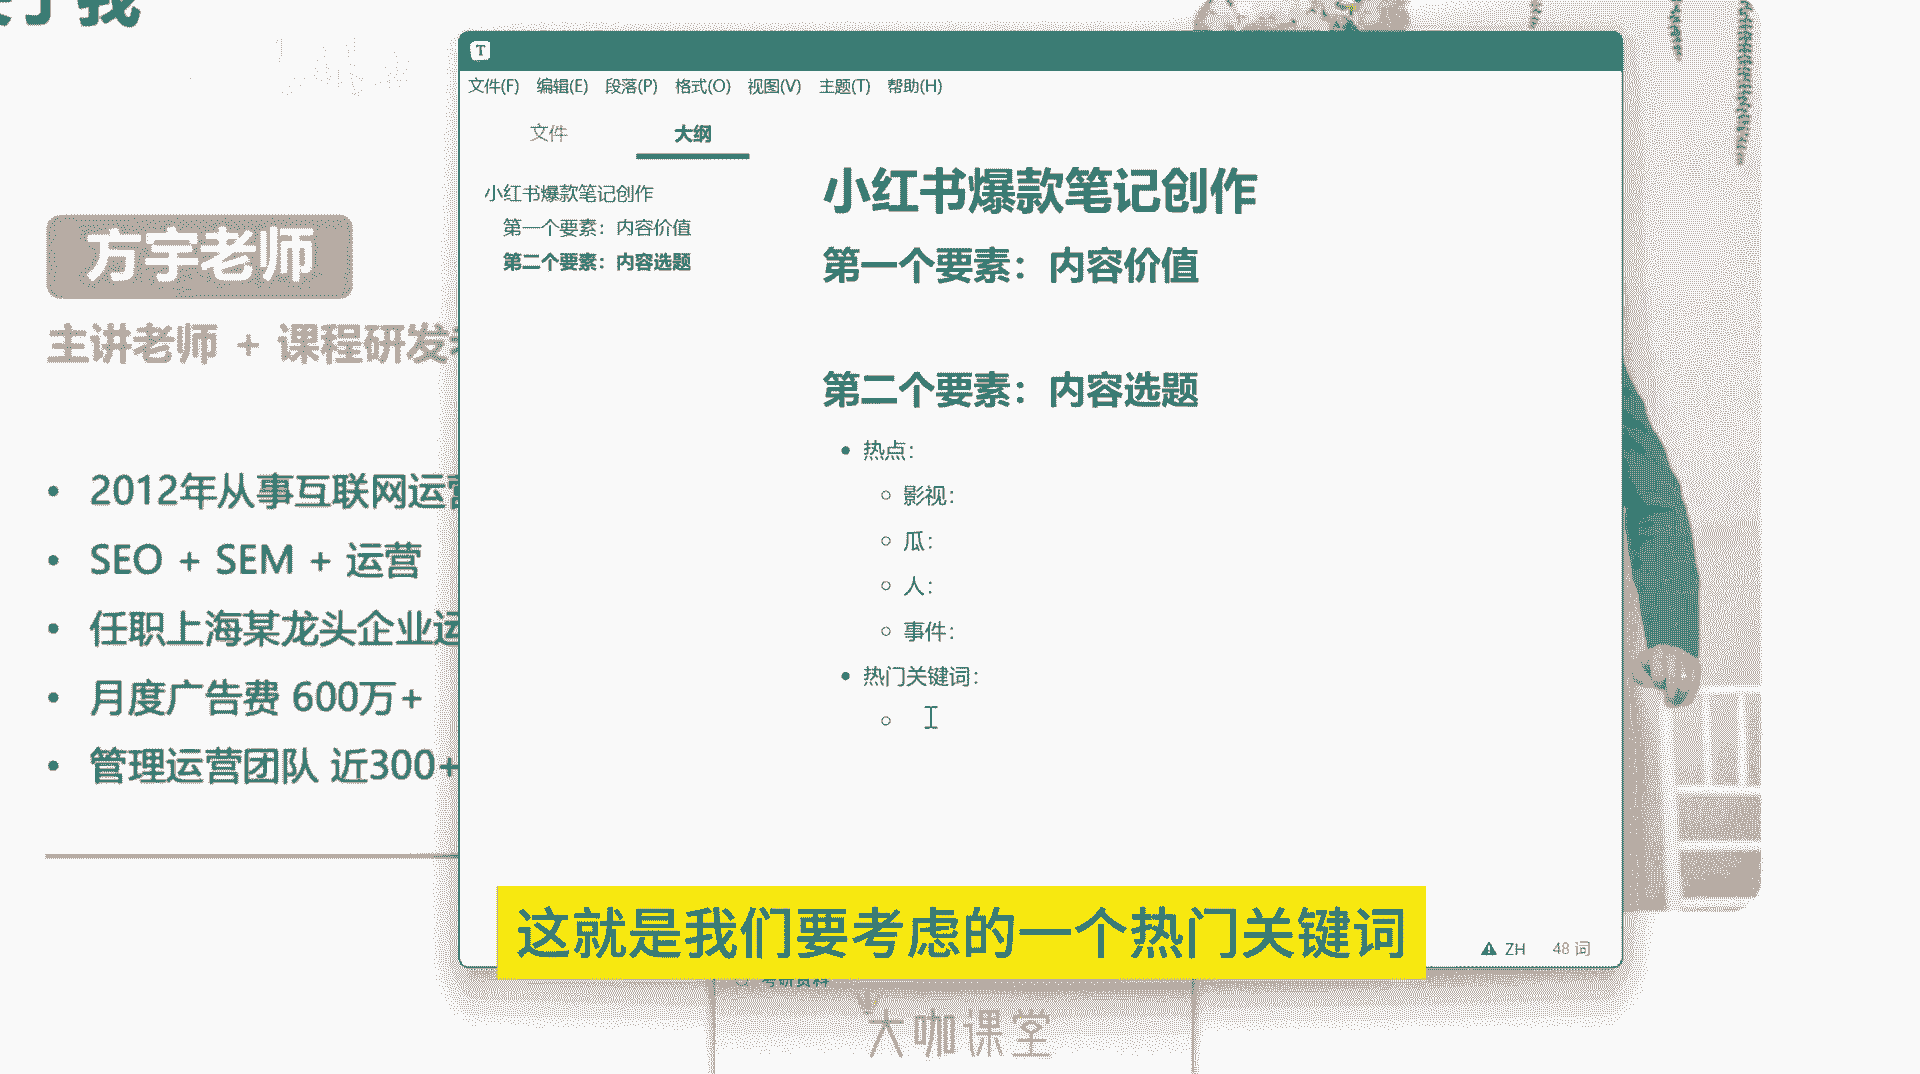 我
方宇老师
主讲老师 + 课程研发
2012年从事互联网运营
SEO + SEM + 运营
任职上海某龙头企业运
月度广告费 600万+
管理运营团队 近300+
T
文件(F) 编辑(E) 段落(P) 格式(O) 视图(V) 主题(T) 帮助(H)
文件 大纲
小红书爆款笔记创作
第一个要素：内容价值
第二个要素：内容选题
小红书爆款笔记创作
第一个要素：内容价值
第二个要素：内容选题
热点：
影视：
瓜：
人：
事件：
热门关键词：
这就是我们要考虑的一个热门关键词
ZH 48 词
考研资料
大咖课堂